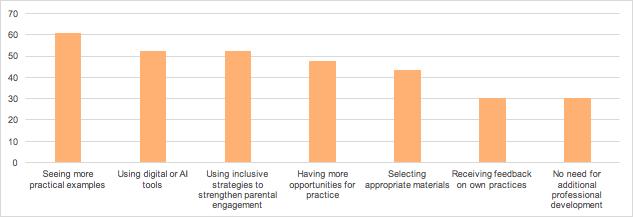 70
60
50
40
30
20
10
0
Seeing more
practical examples
Using digital or AI
tools
Using inclusive
strategies to
strengthen parental
engagement
Having more
opportunities for
practice
Selecting
appropriate materials
Receiving feedback
on own practices
No need for
additional
professional
development